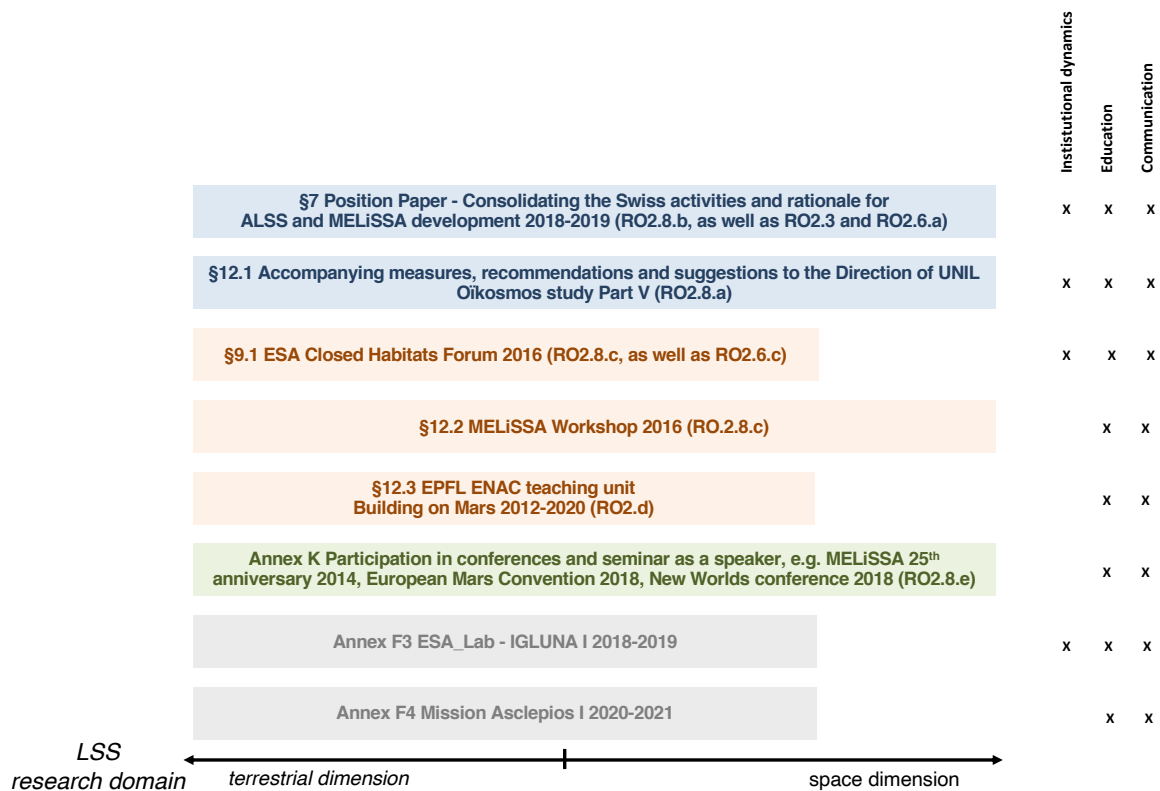 Institutional dynamics
Education
Communication
§7 Position Paper - Consolidating the Swiss activities and rationale for
ALSS and MELiSSA development 2018-2019 (RO2.8.b, as well as RO2.3 and RO2.6.a)
x x x
§12.1 Accompanying measures, recommendations and suggestions to the Direction of UNIL
Oïkosmos study Part V (RO2.8.a)
x x x
§9.1 ESA Closed Habitats Forum 2016 (RO2.8.c, as well as RO2.6.c)
x x x
§12.2 MELiSSA Workshop 2016 (RO.2.8.c)
x x
§12.3 EPFL ENAC teaching unit
Building on Mars 2012-2020 (RO2.d)
x x
Annex K Participation in conferences and seminar as a speaker, e.g. MELiSSA 25th
anniversary 2014, European Mars Convention 2018, New Worlds conference 2018 (RO2.8.e)
x x
Annex F3 ESA_Lab - IGLUNA I 2018-2019
x x x
Annex F4 Mission Asclepios I 2020-2021
x x
LSS
research domain
terrestrial dimension
space dimension